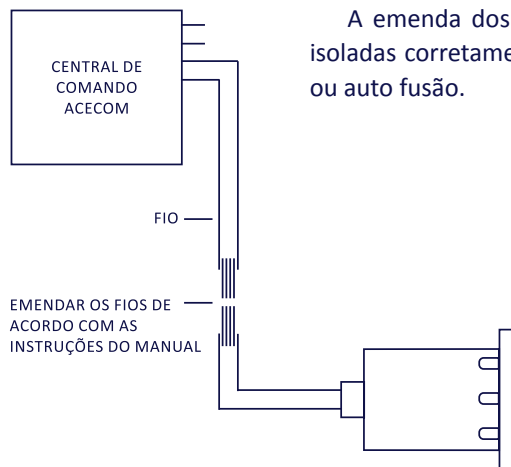 A emenda dos
isoladas
ou auto fusão.
CENTRAL DE
COMANDO
ACECOM
FIO
EMENDAR OS FIOS DE
ACORDO COM AS
INSTRUÇÕES DO MANUAL